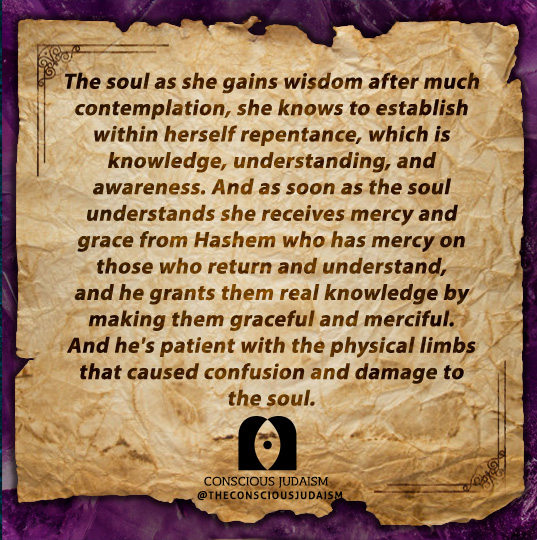 The soul as she gains wisdom after much
contemplation, she knows to establish
within herself repentance, which is
knowledge, understanding, and
awareness. And as soon as the soul
understands she receives mercy and
grace from Hashem who has mercy on
those who return and understand,
and he grants them real knowledge by
making them graceful and merciful.
And he's patient with the physical limbs
that caused confusion and damage to
the soul.
CONSCIOUS JUDAISM
@THECONSCIOUSJUDAISM